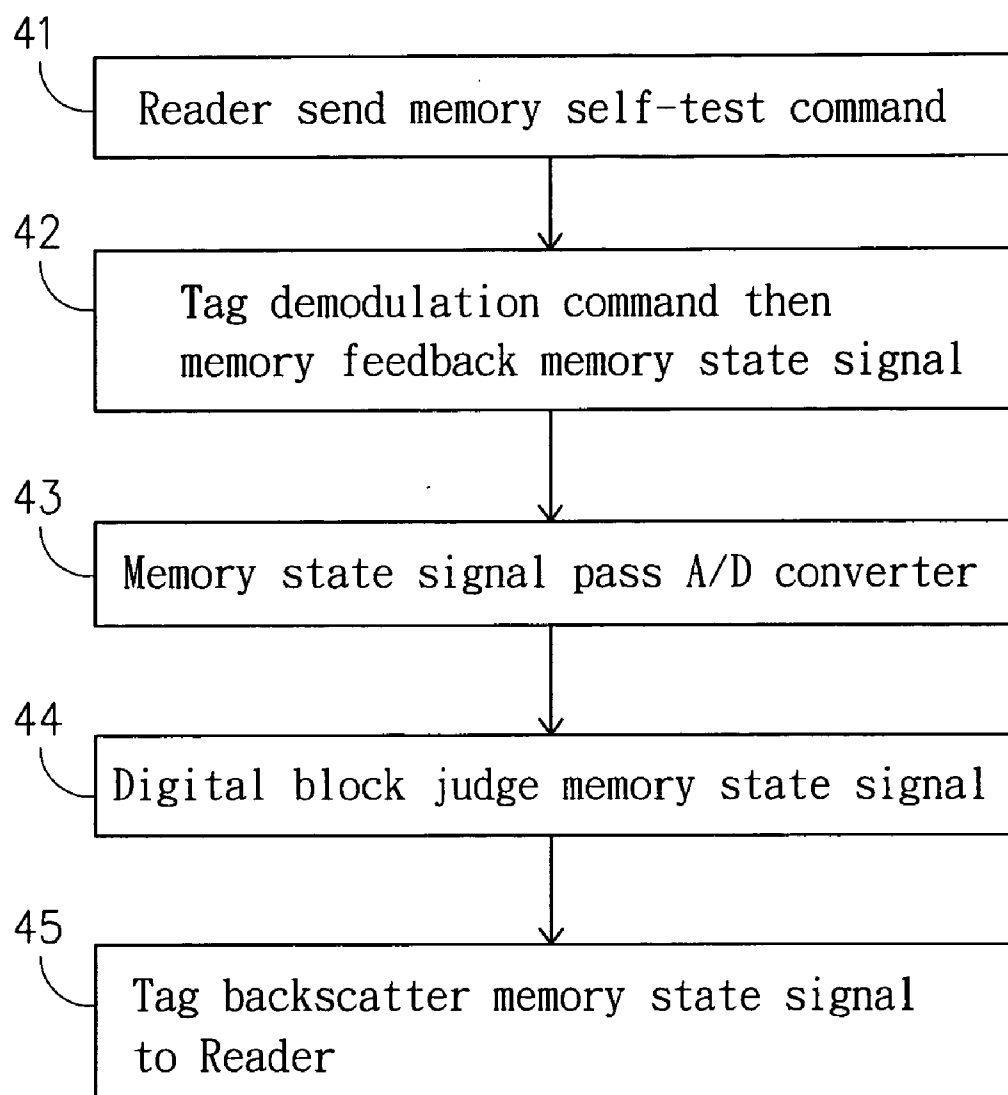 41
Reader send memory self-test command
42
Tag demodulation command then
memory feedback memory state signal
43
Memory state signal pass A/D converter
44
Digital block judge memory state signal
45
Tag backscatter memory state signal
to Reader